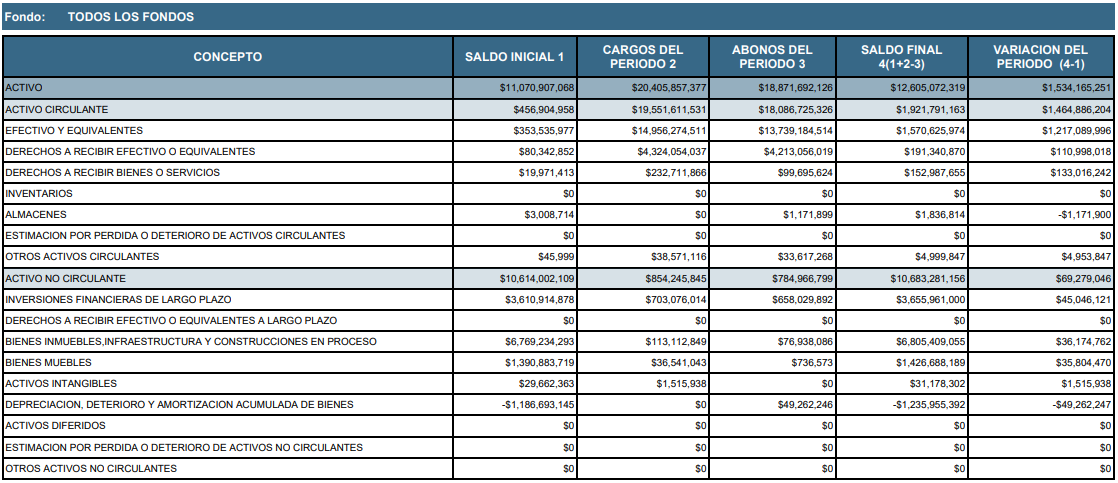 Fondo: TODOS LOS FONDOS
CONCEPTO SALDO INICIAL 1 CARGOS DEL PERIODO 2 ABONOS DEL PERIODO 3 SALDO FINAL 4(1+2-3) VARIACION DEL PERIODO (4-1)
ACTIVO $11,070,907,068 $20,405,857,377 $18,871,692,126 $12,605,072,319 $1,534,165,251
ACTIVO CIRCULANTE $456,904,958 $19,551,611,531 $18,086,725,326 $1,921,791,163 $1,464,886,204
EFECTIVO Y EQUIVALENTES $353,535,977 $14,956,274,511 $13,739,184,514 $1,570,625,974 $1,217,089,996
DERECHOS A RECIBIR EFECTIVO O EQUIVALENTES $80,342,852 $4,324,054,037 $4,213,056,019 $191,340,870 $110,998,018
DERECHOS A RECIBIR BIENES O SERVICIOS $19,971,413 $232,711,866 $99,695,624 $152,987,655 $133,016,242
INVENTARIOS $0 $0 $0 $0 $0
ALMACENES $3,008,714 $0 $1,171,899 $1,836,814 -$1,171,900
ESTIMACION POR PERDIDA O DETERIORO DE ACTIVOS CIRCULANTES $0 $0 $0 $0 $0
OTROS ACTIVOS CIRCULANTES $45,999 $38,571,116 $33,617,268 $4,999,847 $4,953,847
ACTIVO NO CIRCULANTE $10,614,002,109 $854,245,845 $784,966,799 $10,683,281,156 $69,279,046
INVERSIONES FINANCIERAS DE LARGO PLAZO $3,610,914,878 $703,076,014 $658,029,892 $3,655,961,000 $45,046,121
DERECHOS A RECIBIR EFECTIVO O EQUIVALENTES A LARGO PLAZO $0 $0 $0 $0 $0
BIENES INMUEBLES,INFRAESTRUCTURA Y CONSTRUCCIONES EN PROCESO $6,769,234,293 $113,112,849 $76,938,086 $6,805,409,055 $36,174,762
BIENES MUEBLES $1,390,883,719 $36,541,043 $736,573 $1,426,688,189 $35,804,470
ACTIVOS INTANGIBLES $29,662,363 $1,515,938 $0 $31,178,302 $1,515,938
DEPRECIACION, DETERIORO Y AMORTIZACION ACUMULADA DE BIENES -$1,186,693,145 $0 $49,262,246 -$1,235,955,392 -$49,262,247
ACTIVOS DIFERIDOS $0 $0 $0 $0 $0
ESTIMACION POR PERDIDA O DETERIORO DE ACTIVOS NO CIRCULANTES $0 $0 $0 $0 $0
OTROS ACTIVOS NO CIRCULANTES $0 $0 $0 $0 $0